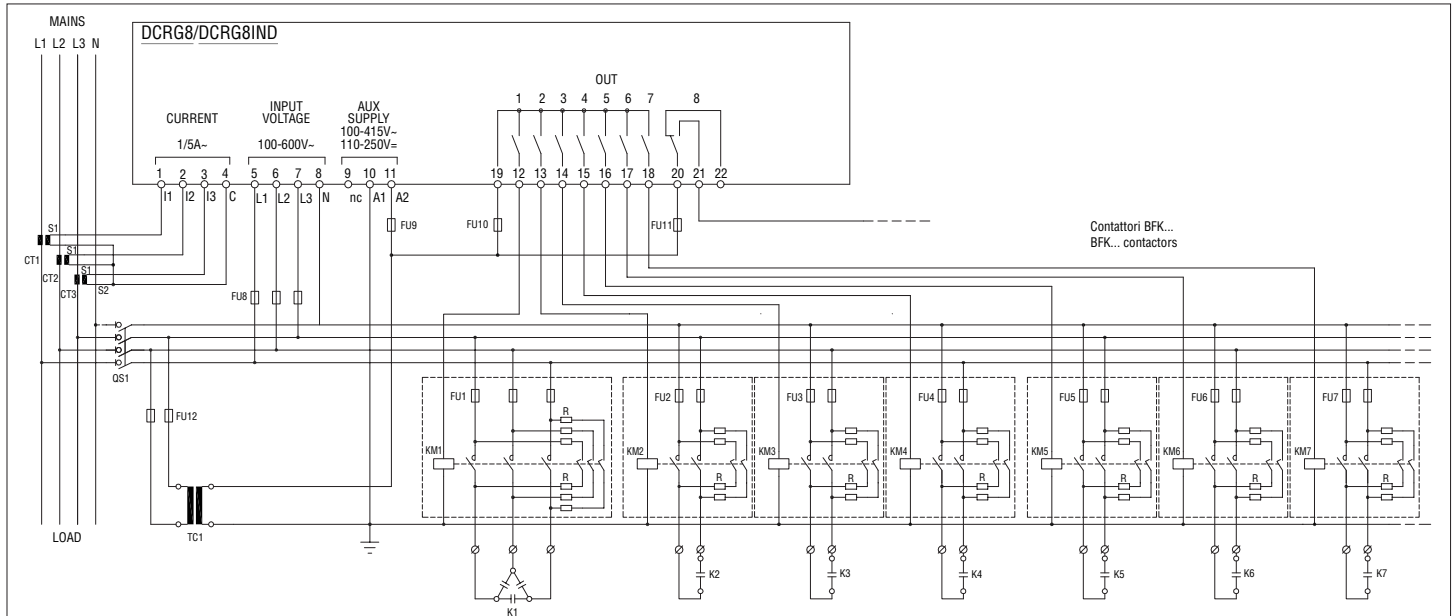 MAINS
L1 L2 L3 N
DCRG8/DCRG8IND
OUT
1 2 3 4 5 6 7 8
CURRENT
1/5A~
INPUT
VOLTAGE
100-600V~
AUX
SUPPLY
100-415V~
110-250V=
1 2 3 4 5 6 7 8 9 10 11 19 12 13 14 15 16 17 18 20 21 22
I1 I2 I3 C L1 L2 L3 N nc A1 A2
FU9 FU10 FU11
Contattori BFK...
BFK... contactors
S1
CT1
S1
CT2
S1
CT3
S2
FU8
QS1
FU12
FU1 FU2 FU3 FU4 FU5 FU6 FU7
R
R R R R R R
KM1 KM2 KM3 KM4 KM5 KM6 KM7
R R R R R R R
TC1
LOAD
K1 K2 K3 K4 K5 K6 K7